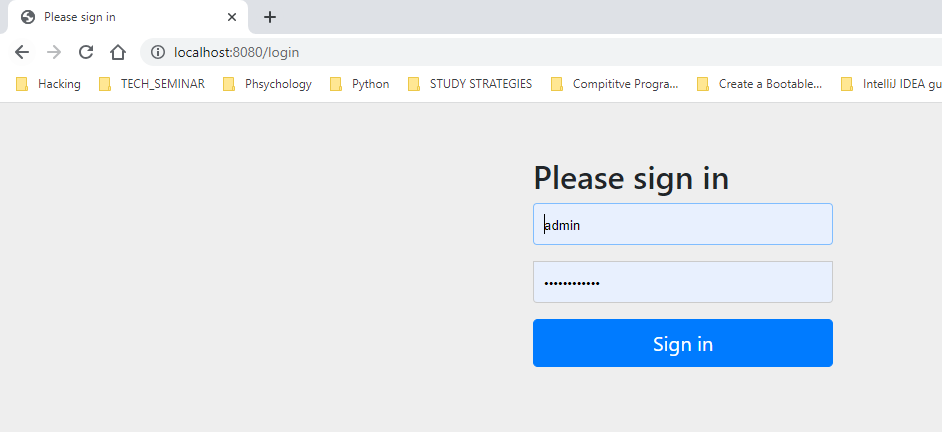 Please sign in
localhost:8080/login
Hacking TECH_SEMINAR Phsychology Python STUDY STRATEGIES Compititve Progra... Create a Bootable... IntelliJ IDEA gu
Please sign in
admin
••••••••••••
Sign in